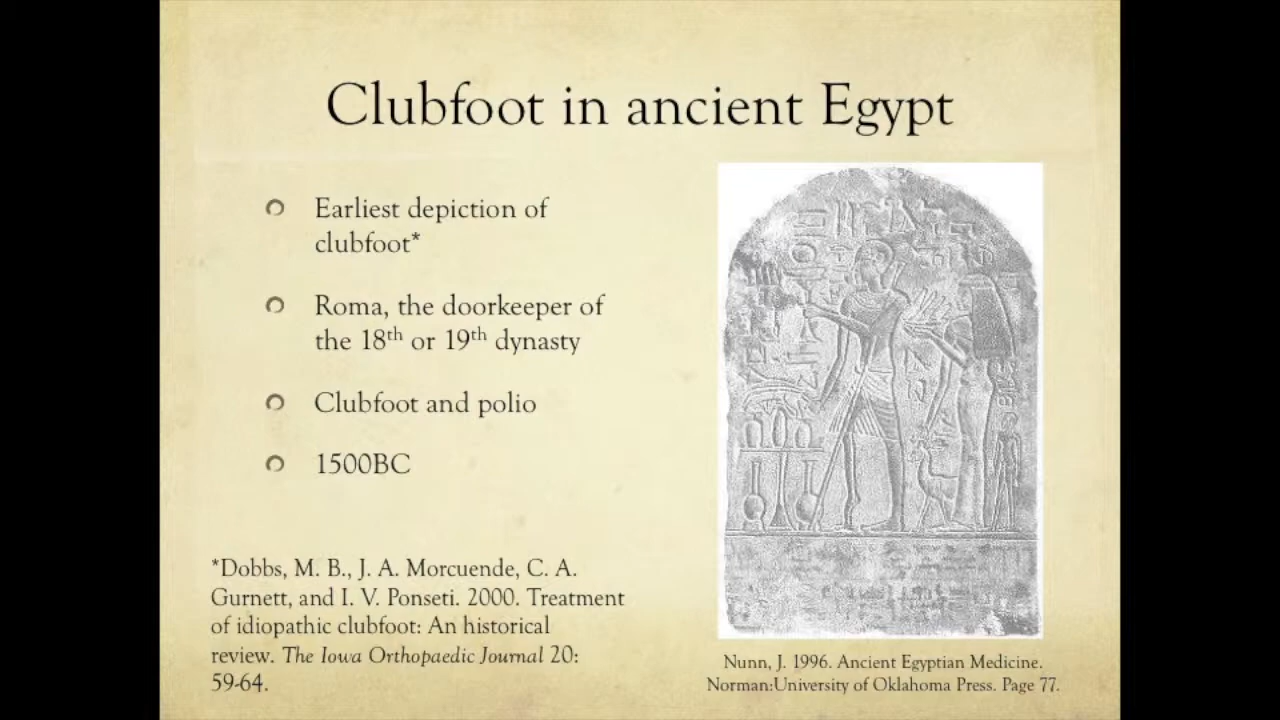 Clubfoot in ancient Egypt
Earliest depiction of
clubfoot*
Roma, the doorkeeper of
the 18th or 19th dynasty
Clubfoot and polio
1500BC
*Dobbs, M. B., J. A. Morcuende, C. A.
Gurnett, and I. V. Ponseti. 2000. Treatment
of idiopathic clubfoot: An historical
review. The Iowa Orthopaedic Journal 20:
59-64.
Nunn, J. 1996. Ancient Egyptian Medicine.
Norman:University of Oklahoma Press. Page 77.